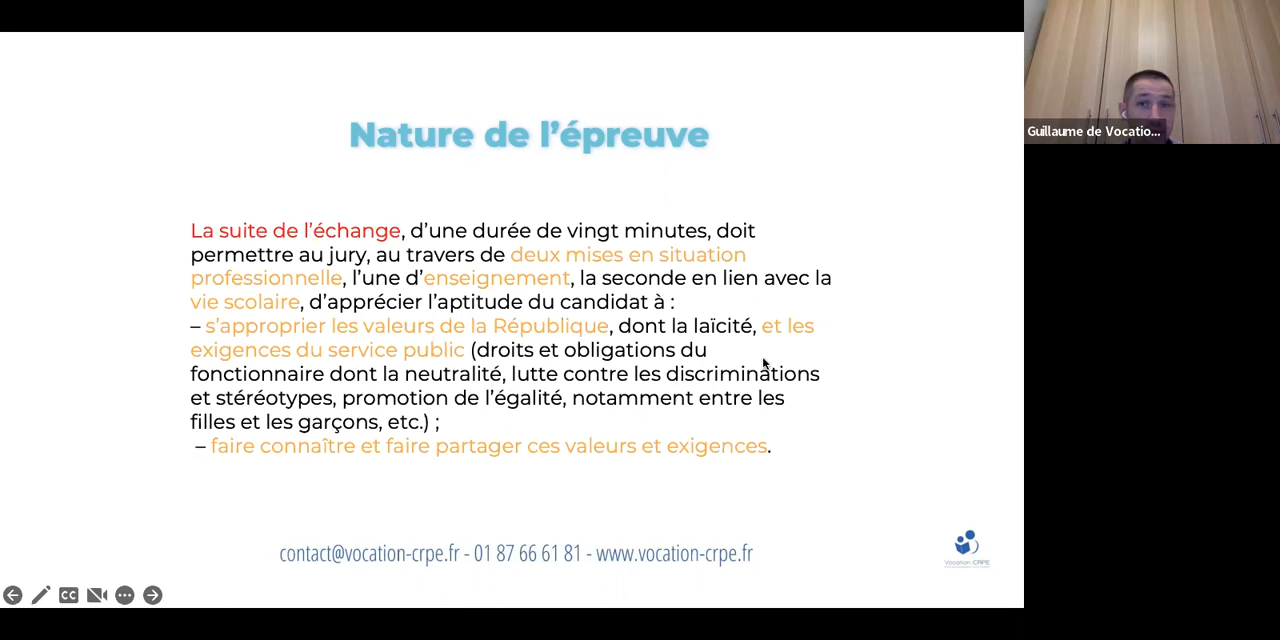 Nature de l'épreuve
La suite de l'échange, d'une durée de vingt minutes, doit
permettre au jury, au travers de deux mises en situation
professionnelle, l'une d'enseignement, la seconde en lien avec la
vie scolaire, d'apprécier l'aptitude du candidat à :
– s'approprier les valeurs de la République, dont la laïcité, et les
exigences du service public (droits et obligations du
fonctionnaire dont la neutralité, lutte contre les discriminations
et stéréotypes, promotion de l'égalité, notamment entre les
filles et les garçons, etc.) ;
– faire connaître et faire partager ces valeurs et exigences.
contact@vocation-crpe.fr - 01 87 66 61 81 - www.vocation-crpe.fr
Vocation CRPE
CC
Guillaume de Vocatio...